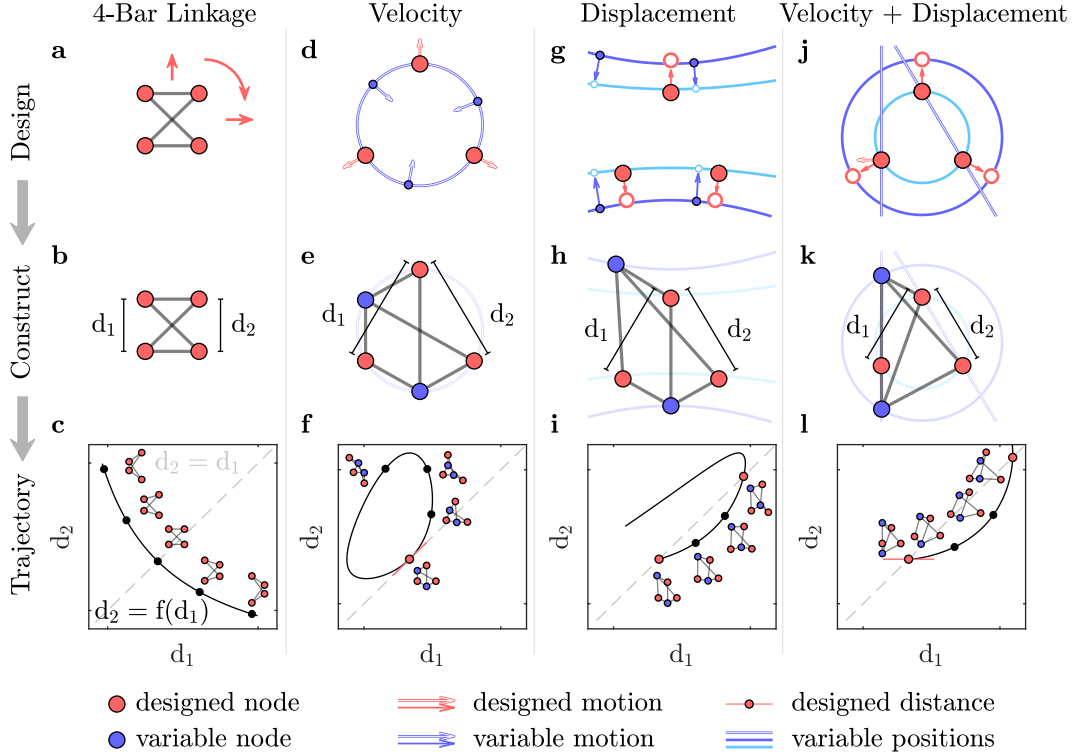 4-Bar Linkage
Velocity
Displacement
Velocity + Displacement
a
d
g
j
Design
b
e
h
k
d₁
d₂
d₁
d₂
d₁
d₂
d₁
d₂
Construct
c
f
i
l
d₂ = d₁
d₂ = f(d₁)
d₂
d₂
d₂
d₂
Trajectory
d₁
d₁
d₁
d₁
designed node
designed motion
designed distance
variable node
variable motion
variable positions